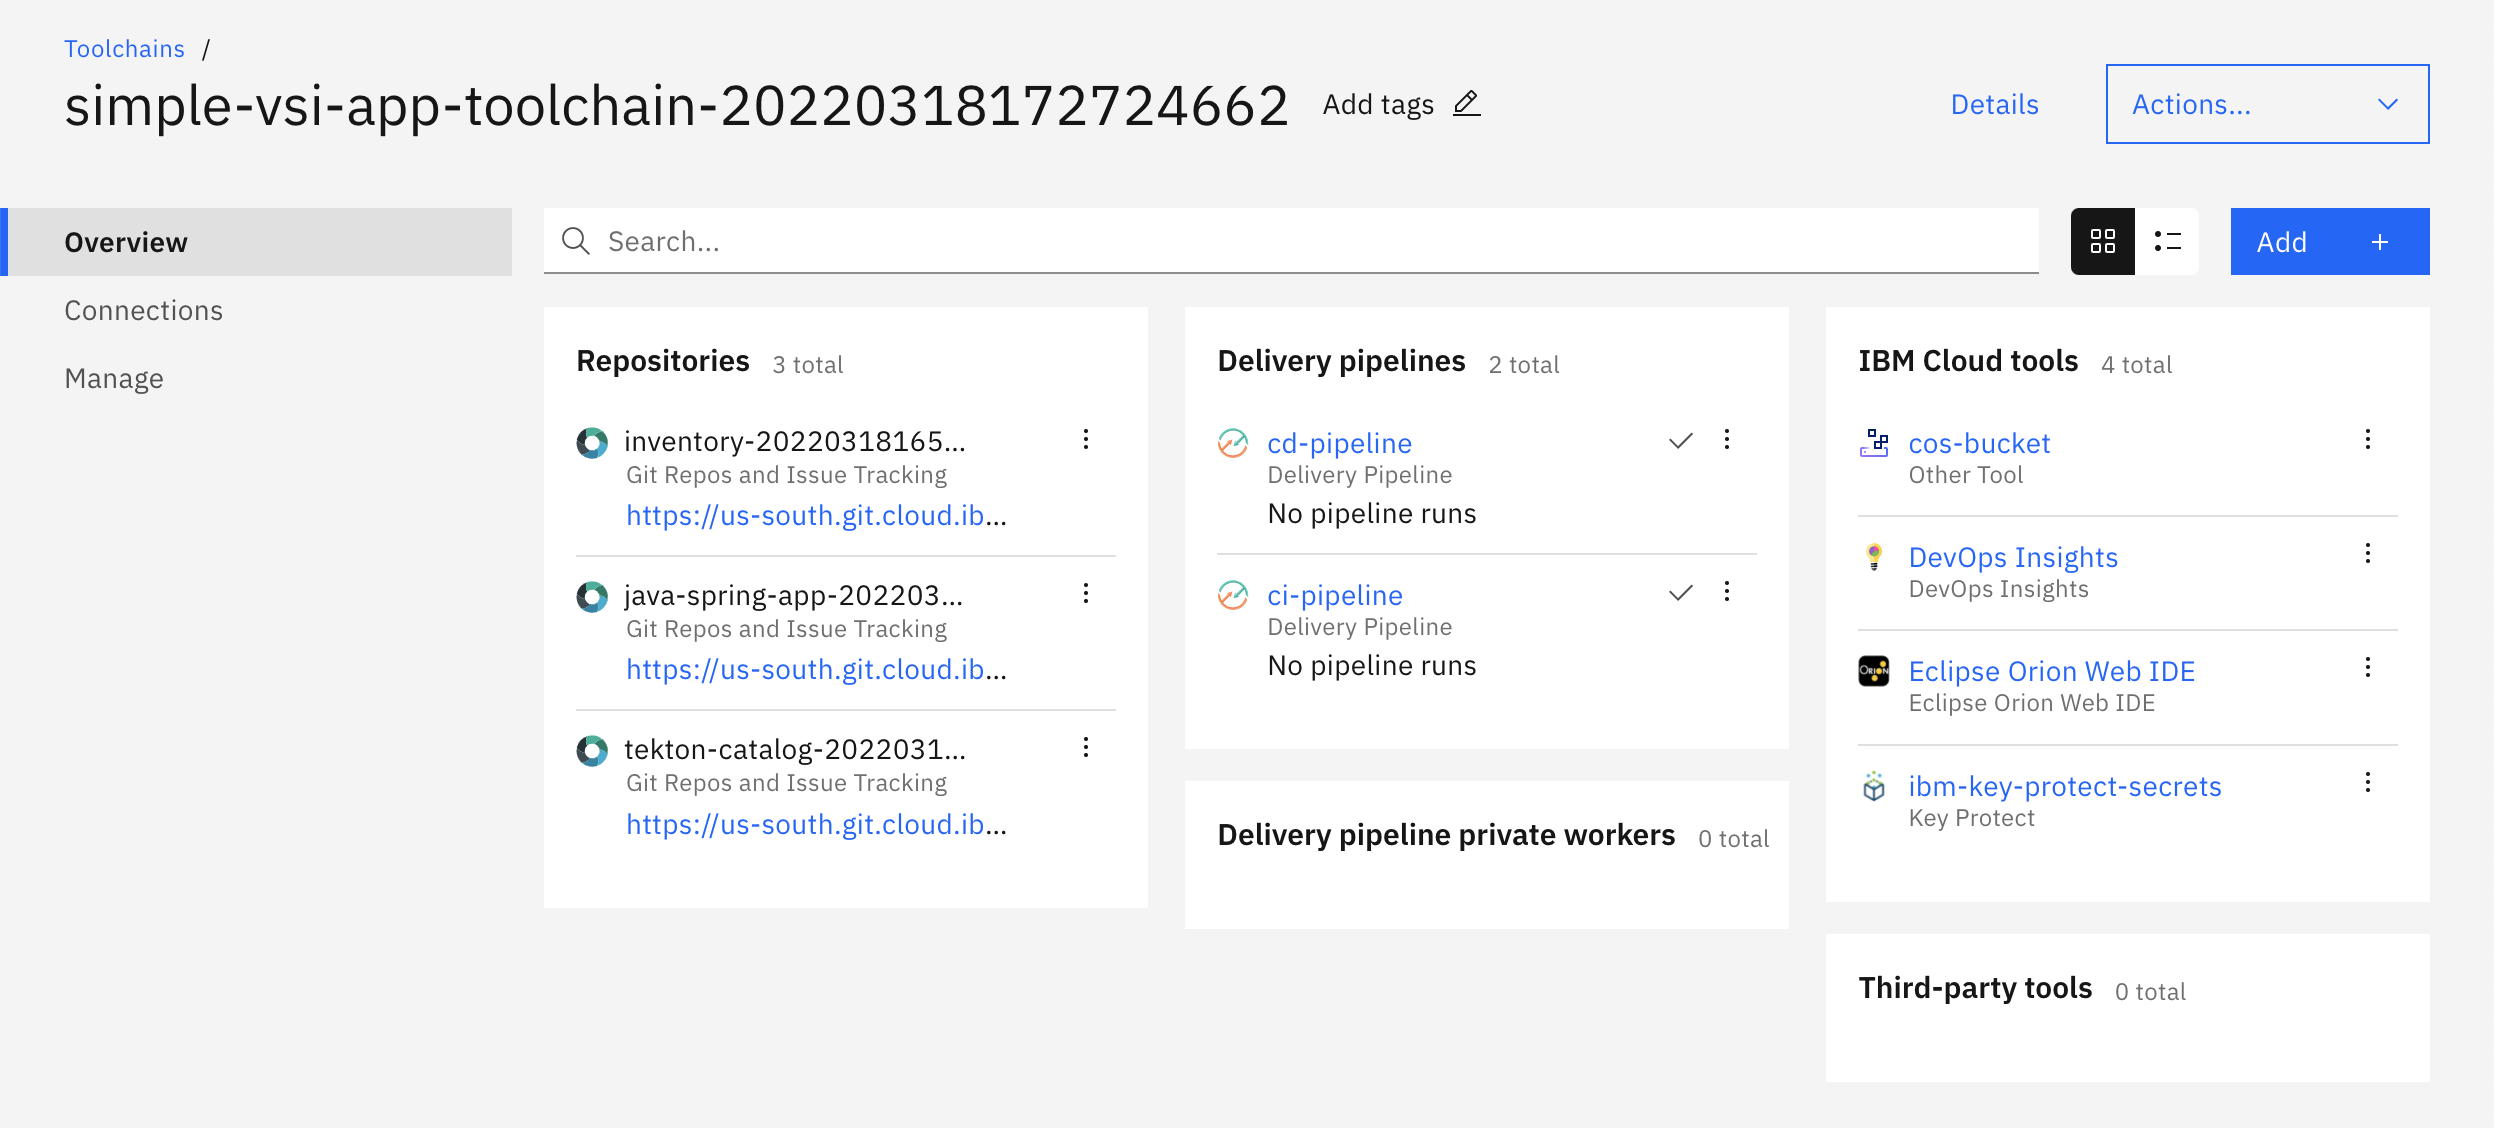 Toolchains /
simple-vsi-app-toolchain-20220318172724662
Add tags
Details
Actions...
Overview
Connections
Manage
Search...
Add +
Repositories 3 total
inventory-20220318165...
Git Repos and Issue Tracking
https://us-south.git.cloud.ib...
java-spring-app-202203...
Git Repos and Issue Tracking
https://us-south.git.cloud.ib...
tekton-catalog-2022031...
Git Repos and Issue Tracking
https://us-south.git.cloud.ib...
Delivery pipelines 2 total
cd-pipeline
Delivery Pipeline
No pipeline runs
ci-pipeline
Delivery Pipeline
No pipeline runs
Delivery pipeline private workers 0 total
IBM Cloud tools 4 total
cos-bucket
Other Tool
DevOps Insights
DevOps Insights
ORION
Eclipse Orion Web IDE
Eclipse Orion Web IDE
ibm-key-protect-secrets
Key Protect
Third-party tools 0 total